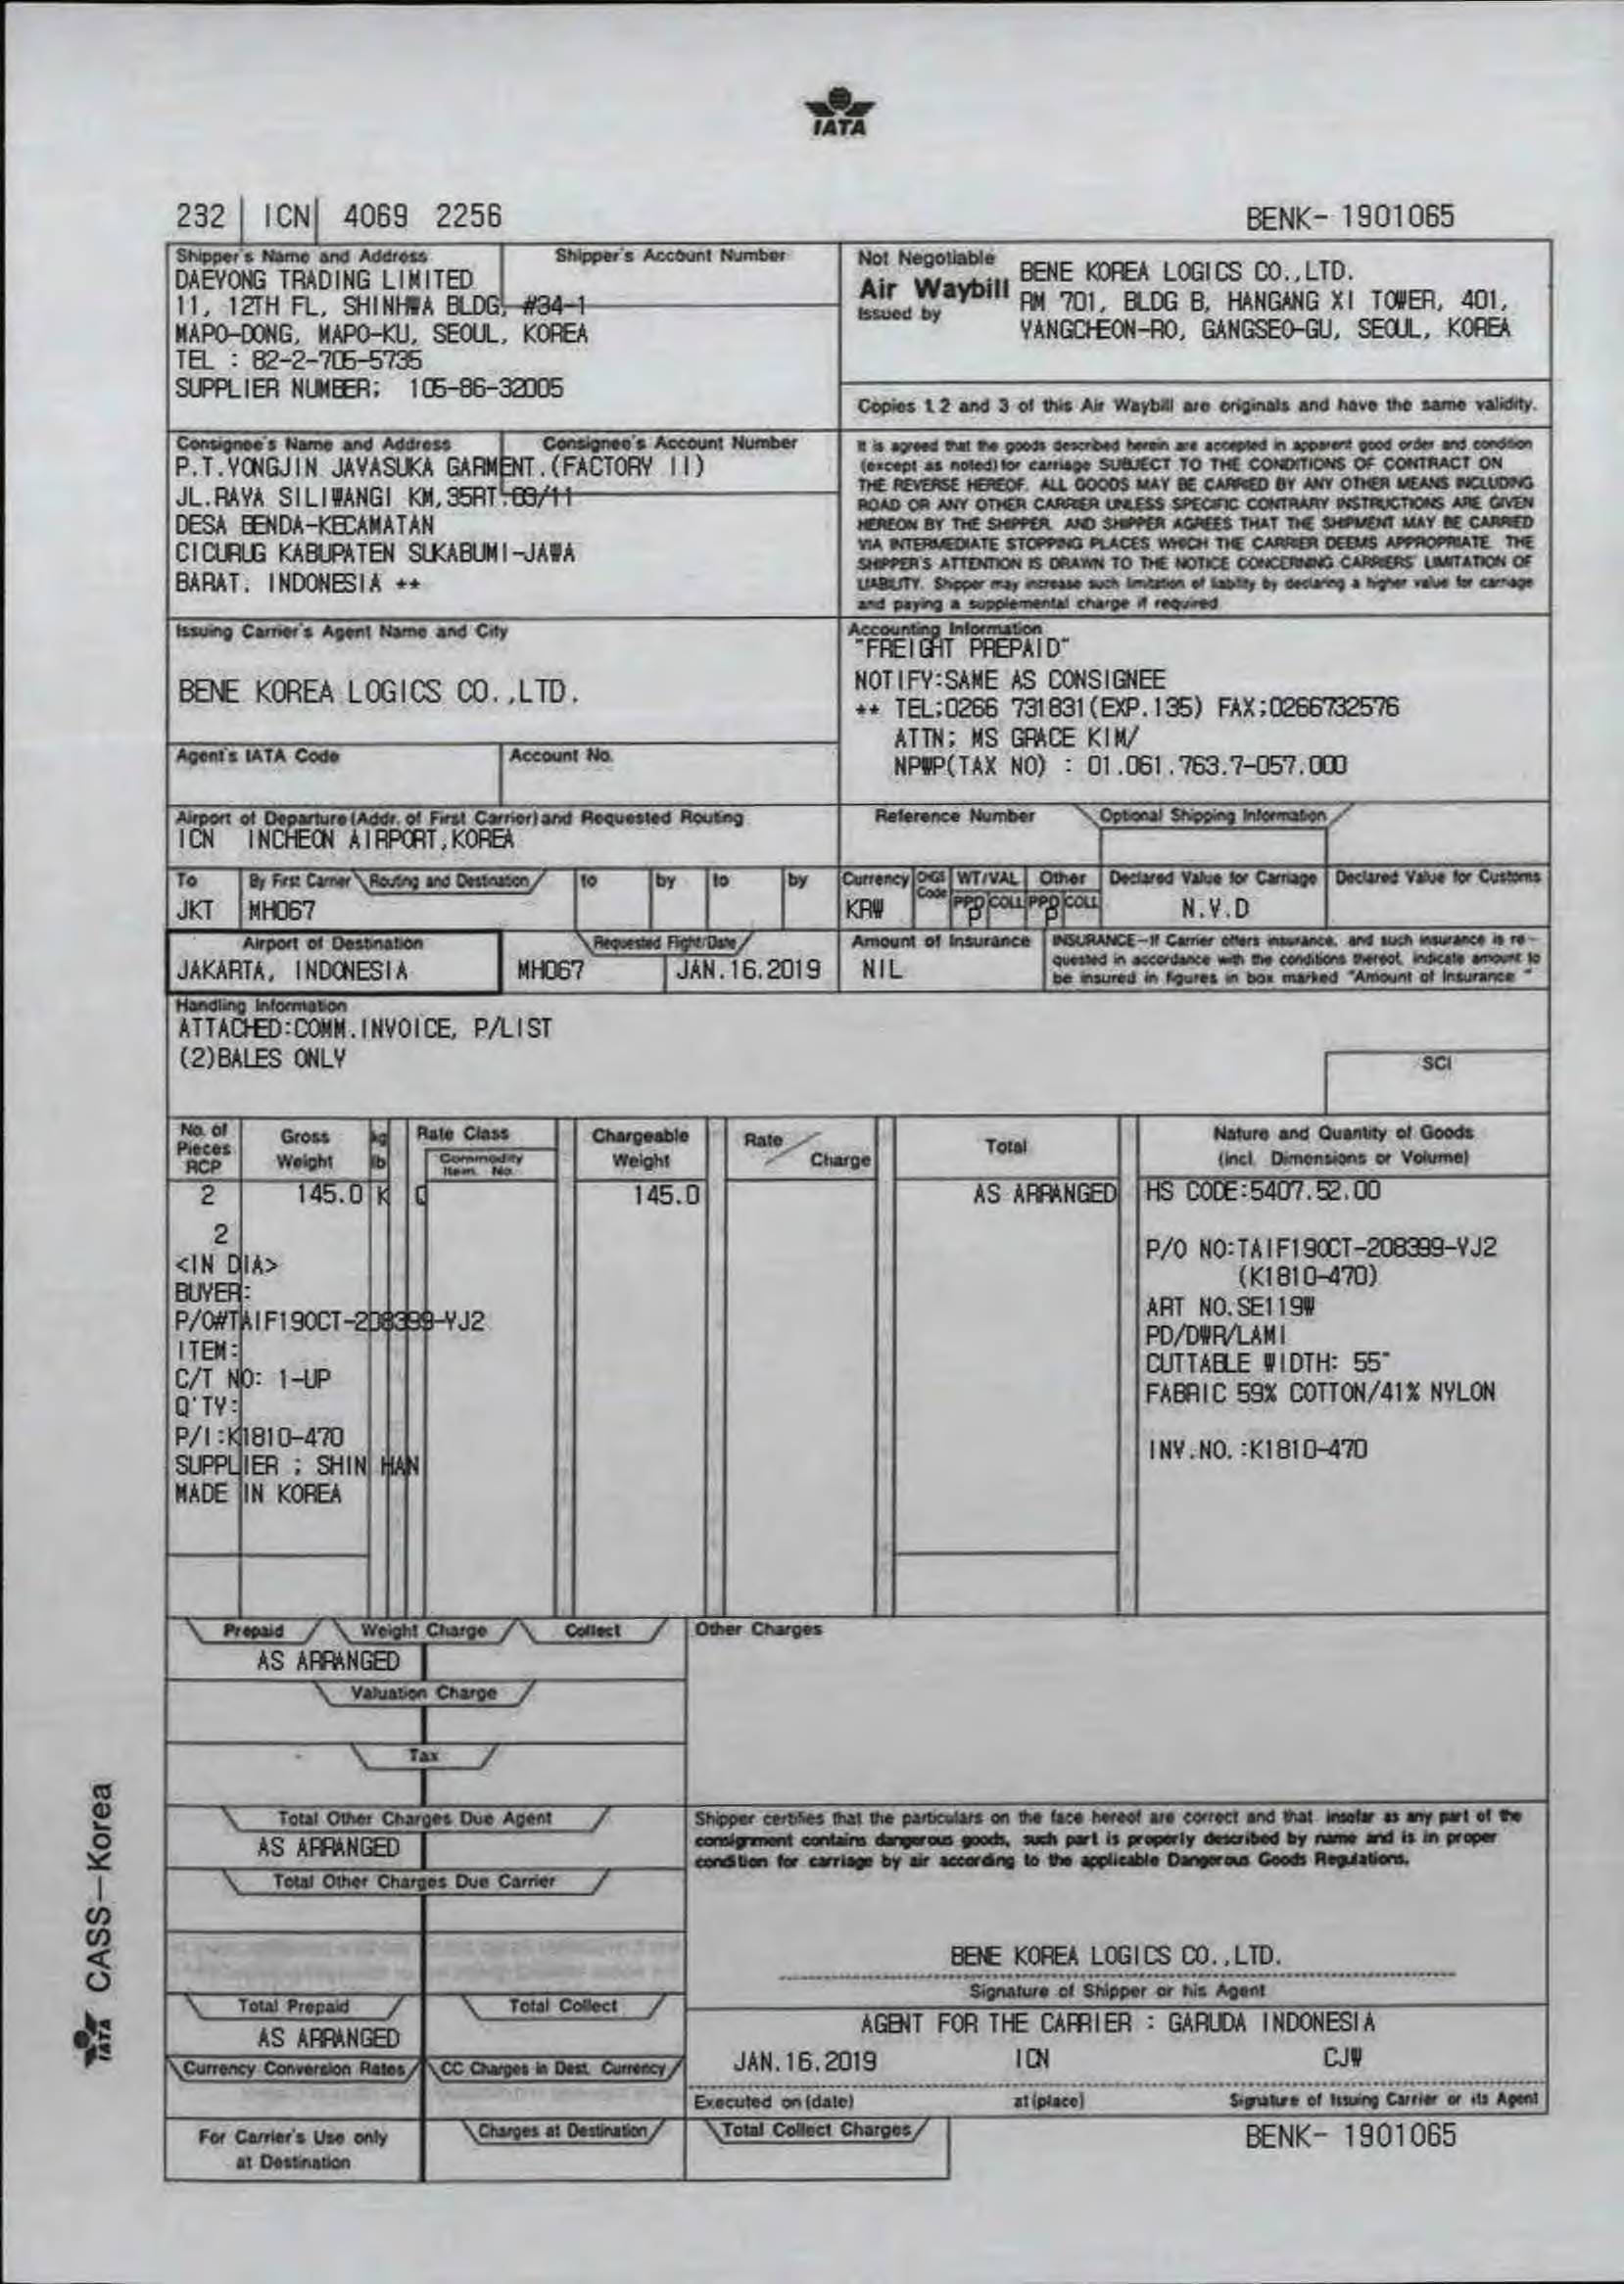 IATA
232 ICN 4069 2256
BENK- 1901065
Shipper's Name and Address
Shipper's Account Number
DAEYONG TRADING LIMITED
11, 12TH FL, SHINHWA BLDG, #34-1
MAPO-DONG, MAPO-KU, SEOUL, KOREA
TEL : 82-2-705-5735
SUPPLIER NUMBER; 105-86-32005
Not Negotiable
Air Waybill
Issued by
BENE KOREA LOGICS CO.,LTD.
RM 701, BLDG B, HANGANG XI TOWER, 401,
YANGCHEON-RO, GANGSEO-GU, SEOUL, KOREA
Copies 1,2 and 3 of this Air Waybill are originals and have the same validity.
Consignee's Name and Address
Consignee's Account Number
P.T.YONGJIN JAVASUKA GARMENT.(FACTORY II)
JL.RAYA SILIWANGI KM,35RT.03/11
DESA BENDA-KECAMATAN
CICURUG KABUPATEN SUKABUMI-JAWA
BARAT. INDONESIA **
It is agreed that the goods described herein are accepted in apparent good order and condition
(except as noted) for carriage SUBJECT TO THE CONDITIONS OF CONTRACT ON
THE REVERSE HEREOF. ALL GOODS MAY BE CARRIED BY ANY OTHER MEANS INCLUDING
ROAD OR ANY OTHER CARRIER UNLESS SPECIFIC CONTRARY INSTRUCTIONS ARE GIVEN
HEREON BY THE SHIPPER. AND SHIPPER AGREES THAT THE SHIPMENT MAY BE CARRIED
VIA INTERMEDIATE STOPPING PLACES WHICH THE CARRIER DEEMS APPROPRIATE. THE
SHIPPER'S ATTENTION IS DRAWN TO THE NOTICE CONCERNING CARRIERS' LIMITATION OF
LIABILITY. Shipper may increase such limitation of liability by declaring a higher value for carriage
and paying a supplemental charge if required
Issuing Carrier's Agent Name and City
BENE KOREA LOGICS CO.,LTD.
Accounting Information
"FREIGHT PREPAID"
NOTIFY:SAME AS CONSIGNEE
** TEL;0266 731831(EXP.135) FAX;0266732576
ATTN; MS GRACE KIM/
NPWP(TAX NO) : 01.061.763.7-057.000
Agent's IATA Code
Account No.
Airport of Departure(Addr. of First Carrier)and Requested Routing
ICN INCHEON AIRPORT,KOREA
Reference Number
Optional Shipping Information
To
By First Carrier
Routing and Destination
to
by
to
by
JKT
MH067
Currency
CHGS Code
WT/VAL
Other
PPD COLL PPD COLL
KRW
P
P
Declared Value for Carriage
N.V.D
Declared Value for Customs
Airport of Destination
JAKARTA, INDONESIA
Requested Flight/Date
MH067
JAN.16.2019
Amount of Insurance
NIL
INSURANCE-If Carrier offers insurance, and such insurance is re-
quested in accordance with the conditions thereof, indicate amount to
be insured in figures in box marked "Amount of Insurance"
Handling Information
ATTACHED:COMM.INVOICE, P/LIST
(2)BALES ONLY
SCI
No. of Pieces RCP
Gross Weight
kg lb
Rate Class
Commodity Item No.
Chargeable Weight
Rate / Charge
Total
Nature and Quantity of Goods
(incl. Dimensions or Volume)
2 145.0 K Q 145.0 AS ARRANGED HS CODE:5407.52.00
2
<IN DIA>
BUYER:
P/O#TAIF19OCT-208399-YJ2
ITEM:
C/T NO: 1-UP
Q'TY:
P/I:K1810-470
SUPPLIER ; SHIN HAN
MADE IN KOREA
P/O NO:TAIF19OCT-208399-YJ2
(K1810-470)
ART NO.SE119W
PD/DWR/LAMI
CUTTABLE WIDTH: 55"
FABRIC 59% COTTON/41% NYLON
INV.NO.:K1810-470
Prepaid
Weight Charge
Collect
Other Charges
AS ARRANGED
Valuation Charge
Tax
Total Other Charges Due Agent
AS ARRANGED
Total Other Charges Due Carrier
Shipper certifies that the particulars on the face hereof are correct and that insofar as any part of the
consignment contains dangerous goods, such part is properly described by name and is in proper
condition for carriage by air according to the applicable Dangerous Goods Regulations.
BENE KOREA LOGICS CO.,LTD.
Signature of Shipper or his Agent
Total Prepaid
Total Collect
AS ARRANGED
AGENT FOR THE CARRIER : GARUDA INDONESIA
JAN.16.2019 ICN CJW
Currency Conversion Rates
CC Charges in Dest. Currency
Executed on(date)
at(place)
Signature of Issuing Carrier or its Agent
For Carrier's Use only
at Destination
Charges at Destination
Total Collect Charges
BENK- 1901065
IATA CASS-Korea